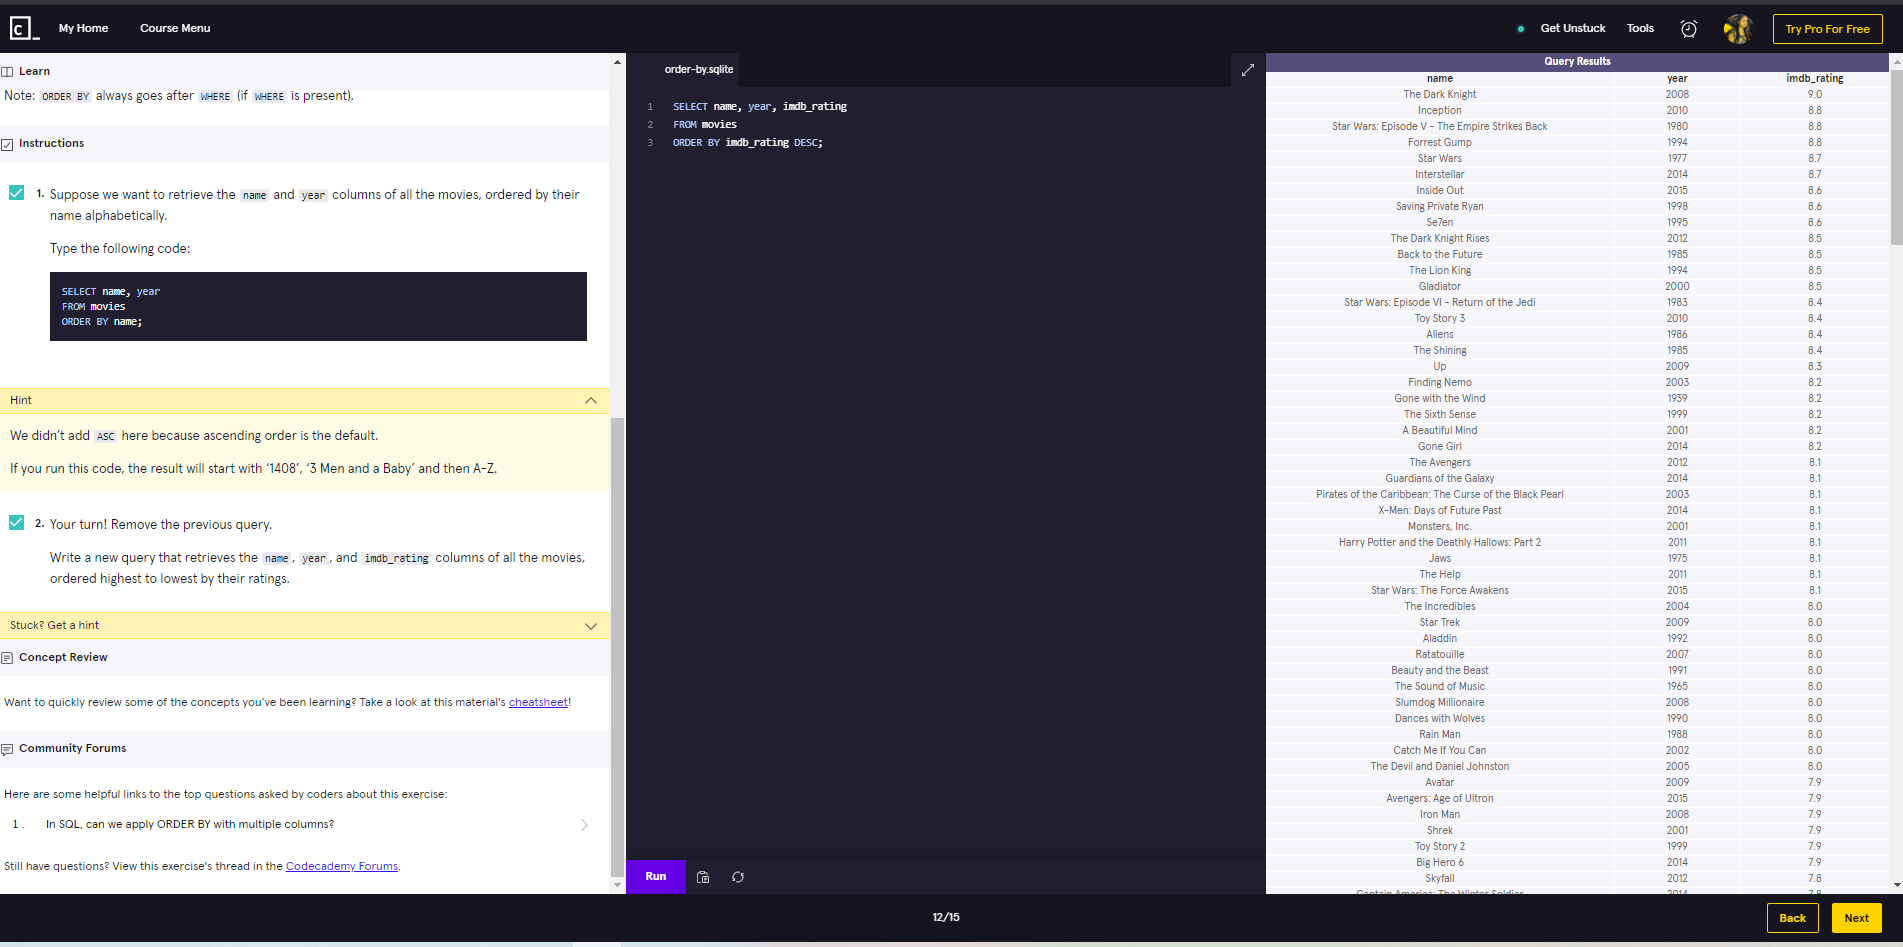 C_
My Home
Course Menu
Get Unstuck
Tools
Try Pro For Free
Learn
Note: ORDER BY always goes after WHERE (if WHERE is present).
Instructions
1. Suppose we want to retrieve the name and year columns of all the movies, ordered by their
name alphabetically.
Type the following code:
SELECT name, year
FROM movies
ORDER BY name;
Hint
We didn't add ASC here because ascending order is the default.
If you run this code, the result will start with '1408', '3 Men and a Baby' and then A-Z.
2. Your turn! Remove the previous query.
Write a new query that retrieves the name, year, and imdb_rating columns of all the movies,
ordered highest to lowest by their ratings.
Stuck? Get a hint
Concept Review
Want to quickly review some of the concepts you've been learning? Take a look at this material's cheatsheet!
Community Forums
Here are some helpful links to the top questions asked by coders about this exercise:
1. In SQL, can we apply ORDER BY with multiple columns?
Still have questions? View this exercise's thread in the Codecademy Forums.
order-by.sqlite
1 SELECT name, year, imdb_rating
2 FROM movies
3 ORDER BY imdb_rating DESC;
Run
Query Results
name year imdb_rating
The Dark Knight 2008 9.0
Inception 2010 8.8
Star Wars: Episode V - The Empire Strikes Back 1980 8.8
Forrest Gump 1994 8.8
Star Wars 1977 8.7
Interstellar 2014 8.7
Inside Out 2015 8.6
Saving Private Ryan 1998 8.6
Se7en 1995 8.6
The Dark Knight Rises 2012 8.5
Back to the Future 1985 8.5
The Lion King 1994 8.5
Gladiator 2000 8.5
Star Wars: Episode VI - Return of the Jedi 1983 8.4
Toy Story 3 2010 8.4
Aliens 1986 8.4
The Shining 1985 8.4
Up 2009 8.3
Finding Nemo 2003 8.2
Gone with the Wind 1939 8.2
The Sixth Sense 1999 8.2
A Beautiful Mind 2001 8.2
Gone Girl 2014 8.2
The Avengers 2012 8.1
Guardians of the Galaxy 2014 8.1
Pirates of the Caribbean: The Curse of the Black Pearl 2003 8.1
X-Men: Days of Future Past 2014 8.1
Monsters, Inc. 2001 8.1
Harry Potter and the Deathly Hallows: Part 2 2011 8.1
Jaws 1975 8.1
The Help 2011 8.1
Star Wars: The Force Awakens 2015 8.1
The Incredibles 2004 8.0
Star Trek 2009 8.0
Aladdin 1992 8.0
Ratatouille 2007 8.0
Beauty and the Beast 1991 8.0
The Sound of Music 1965 8.0
Slumdog Millionaire 2008 8.0
Dances with Wolves 1990 8.0
Rain Man 1988 8.0
Catch Me If You Can 2002 8.0
The Devil and Daniel Johnston 2005 8.0
Avatar 2009 7.9
Avengers: Age of Ultron 2015 7.9
Iron Man 2008 7.9
Shrek 2001 7.9
Toy Story 2 1999 7.9
Big Hero 6 2014 7.9
Skyfall 2012 7.8
Captain America: The Winter Soldier 2014 7.8
12/15
Back
Next